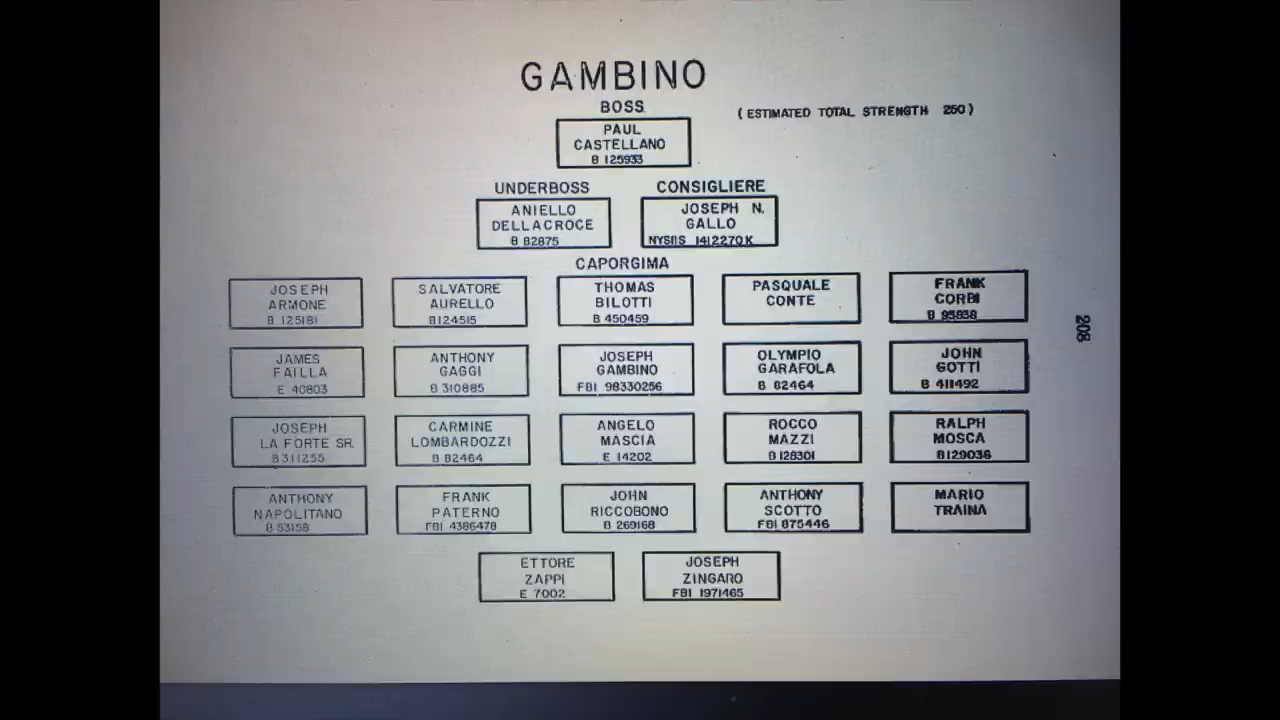 GAMBINO
BOSS
(ESTIMATED TOTAL STRENGTH 250)
PAUL
CASTELLANO
B 125933
UNDERBOSS
CONSIGLIERE
ANIELLO
DELLACROCE
B 82875
JOSEPH N.
GALLO
NYSIIS 1412270K
CAPORGIMA
JOSEPH
ARMONE
B 125181
SALVATORE
AURELLO
B124515
THOMAS
BILOTTI
B 450459
PASQUALE
CONTE
FRANK
CORBI
B 95838
JAMES
FAILLA
E 40803
ANTHONY
GAGGI
B 310885
JOSEPH
GAMBINO
FBI 98330256
OLYMPIO
GARAFOLA
B 82464
JOHN
GOTTI
B 411492
JOSEPH
LA FORTE SR.
B311255
CARMINE
LOMBARDOZZI
B 82464
ANGELO
MASCIA
E 14202
ROCCO
MAZZI
B 128301
RALPH
MOSCA
B129036
ANTHONY
NAPOLITANO
B 53158
FRANK
PATERNO
FBI 4386478
JOHN
RICCOBONO
B 269168
ANTHONY
SCOTTO
FBI 875446
MARIO
TRAINA
ETTORE
ZAPPI
E 7002
JOSEPH
ZINGARO
FBI 1971465
208